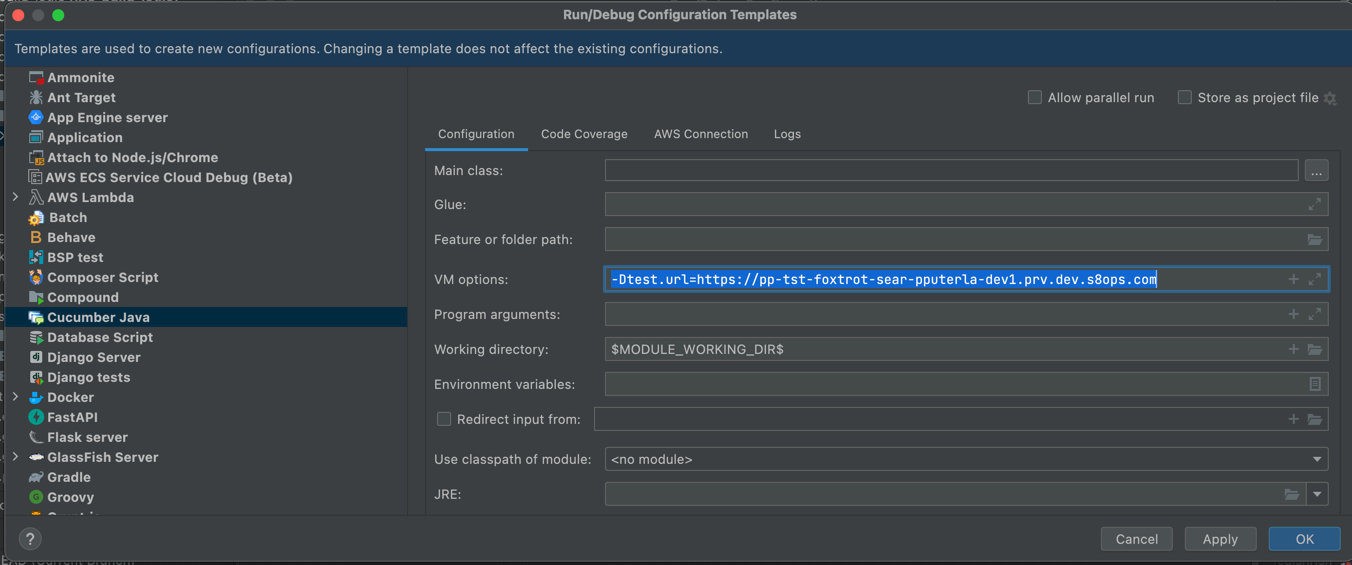 Run/Debug Configuration Templates
Templates are used to create new configurations. Changing a template does not affect the existing configurations.
Ammonite
Ant Target
App Engine server
Application
Attach to Node.js/Chrome
AWS ECS Service Cloud Debug (Beta)
AWS Lambda
Batch
Behave
BSP test
Composer Script
Compound
Cucumber Java
Database Script
Django Server
Django tests
Docker
FastAPI
Flask server
GlassFish Server
Gradle
Groovy
Allow parallel run
Store as project file
Configuration
Code Coverage
AWS Connection
Logs
Main class:
...
Glue:
Feature or folder path:
VM options: -Dtest.url=https://pp-tst-foxtrot-sear-pputerla-dev1.prv.dev.s8ops.com
Program arguments:
Working directory: $MODULE_WORKING_DIR$
Environment variables:
Redirect input from:
Use classpath of module: <no module>
JRE:
?
Cancel
Apply
OK